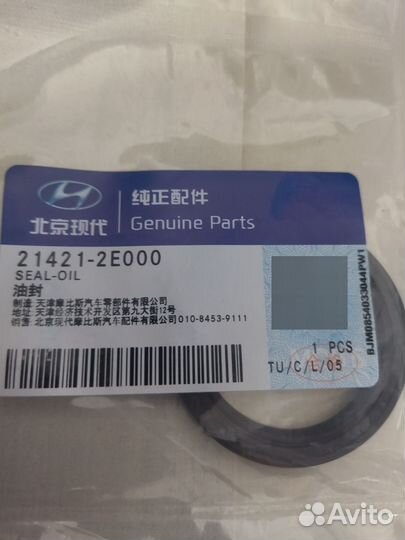 北京现代
纯正配件
Genuine Parts
21421-2E000
SEAL-OIL
油封
制造 天津摩比斯汽车零部件有限公司
地址 天津经济技术开发区第九大街12号
销售 北京现代摩比斯汽车配件有限公司 010-8453-9111
1 PCS
TU/C/L/05
BJM0854033044PW1
Avito